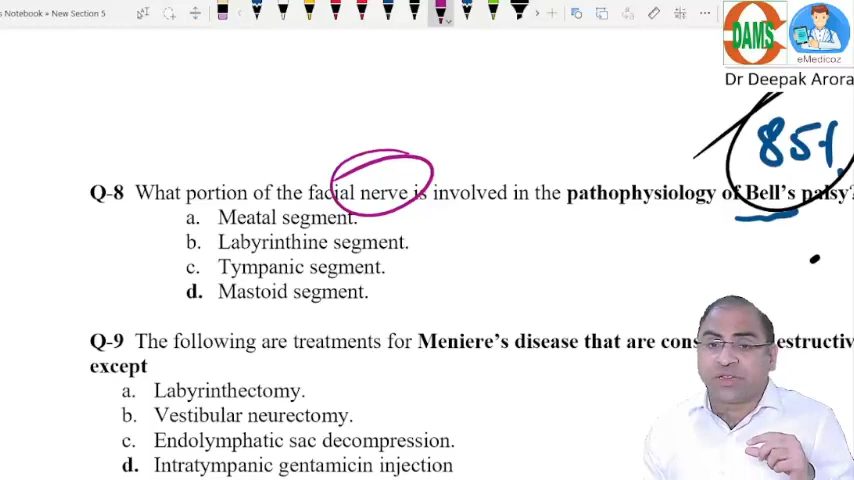 s Notebook » New Section 5
DAMS
eMedicoz
Dr Deepak Arora
85%
Q-8 What portion of the facial nerve is involved in the pathophysiology of Bell's palsy?
a. Meatal segment.
b. Labyrinthine segment.
c. Tympanic segment.
d. Mastoid segment.
Q-9 The following are treatments for Meniere's disease that are cons estructiv
except
a. Labyrinthectomy.
b. Vestibular neurectomy.
c. Endolymphatic sac decompression.
d. Intratympanic gentamicin injection